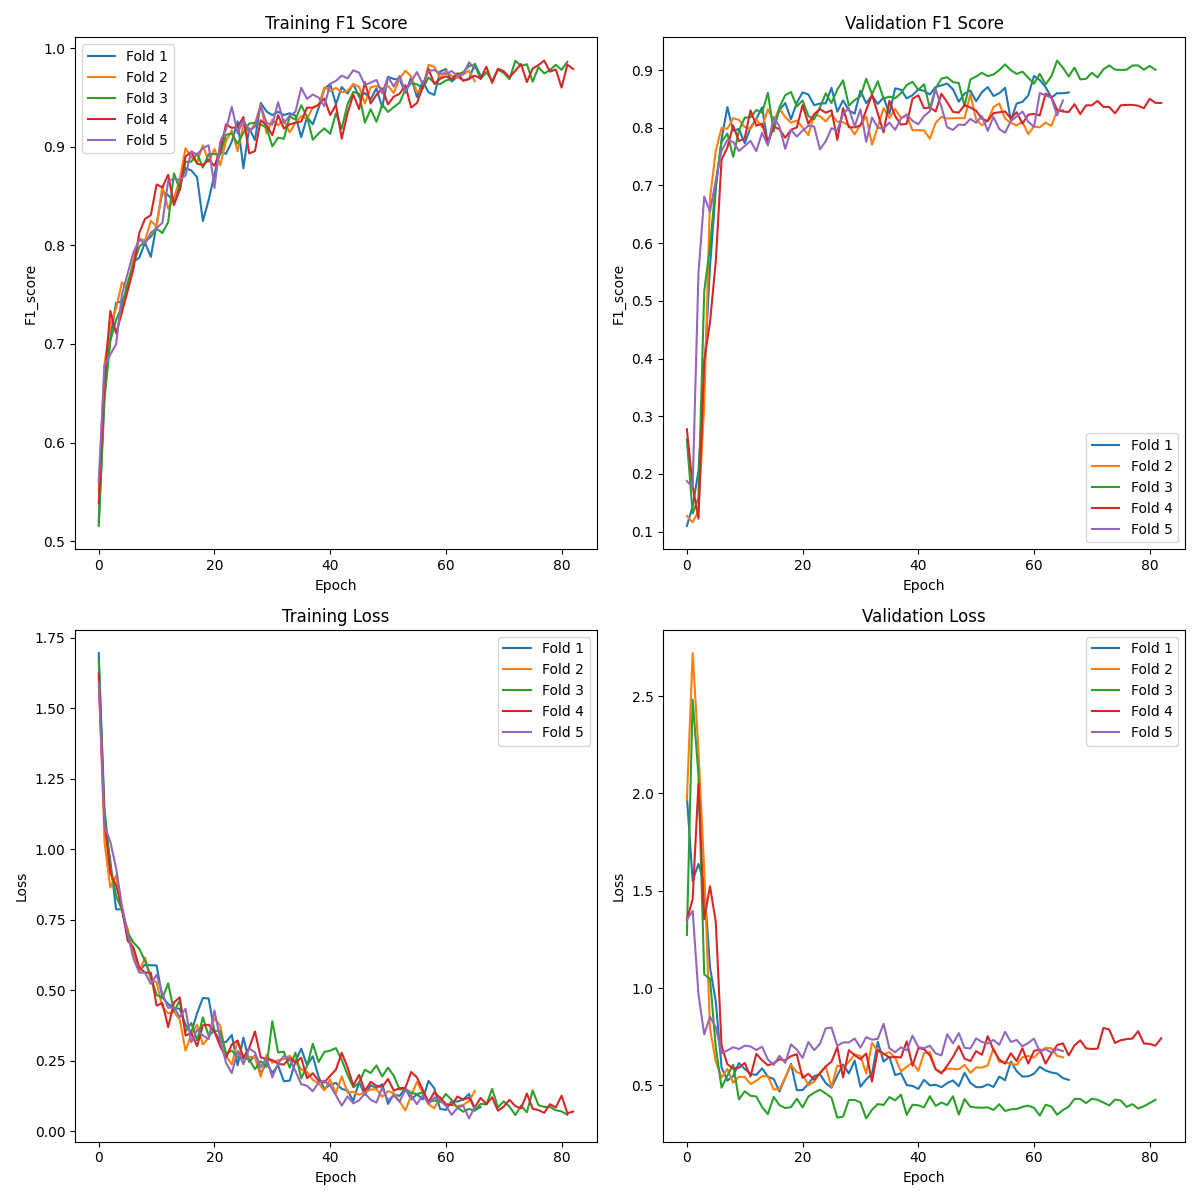 Training F1 Score
F1_score
1.0
0.9
0.8
0.7
0.6
0.5
0
20
40
60
80
Epoch
Fold 1
Fold 2
Fold 3
Fold 4
Fold 5
Validation F1 Score
F1_score
0.9
0.8
0.7
0.6
0.5
0.4
0.3
0.2
0.1
0
20
40
60
80
Epoch
Fold 1
Fold 2
Fold 3
Fold 4
Fold 5
Training Loss
Loss
1.75
1.50
1.25
1.00
0.75
0.50
0.25
0.00
0
20
40
60
80
Epoch
Fold 1
Fold 2
Fold 3
Fold 4
Fold 5
Validation Loss
Loss
2.5
2.0
1.5
1.0
0.5
0
20
40
60
80
Epoch
Fold 1
Fold 2
Fold 3
Fold 4
Fold 5